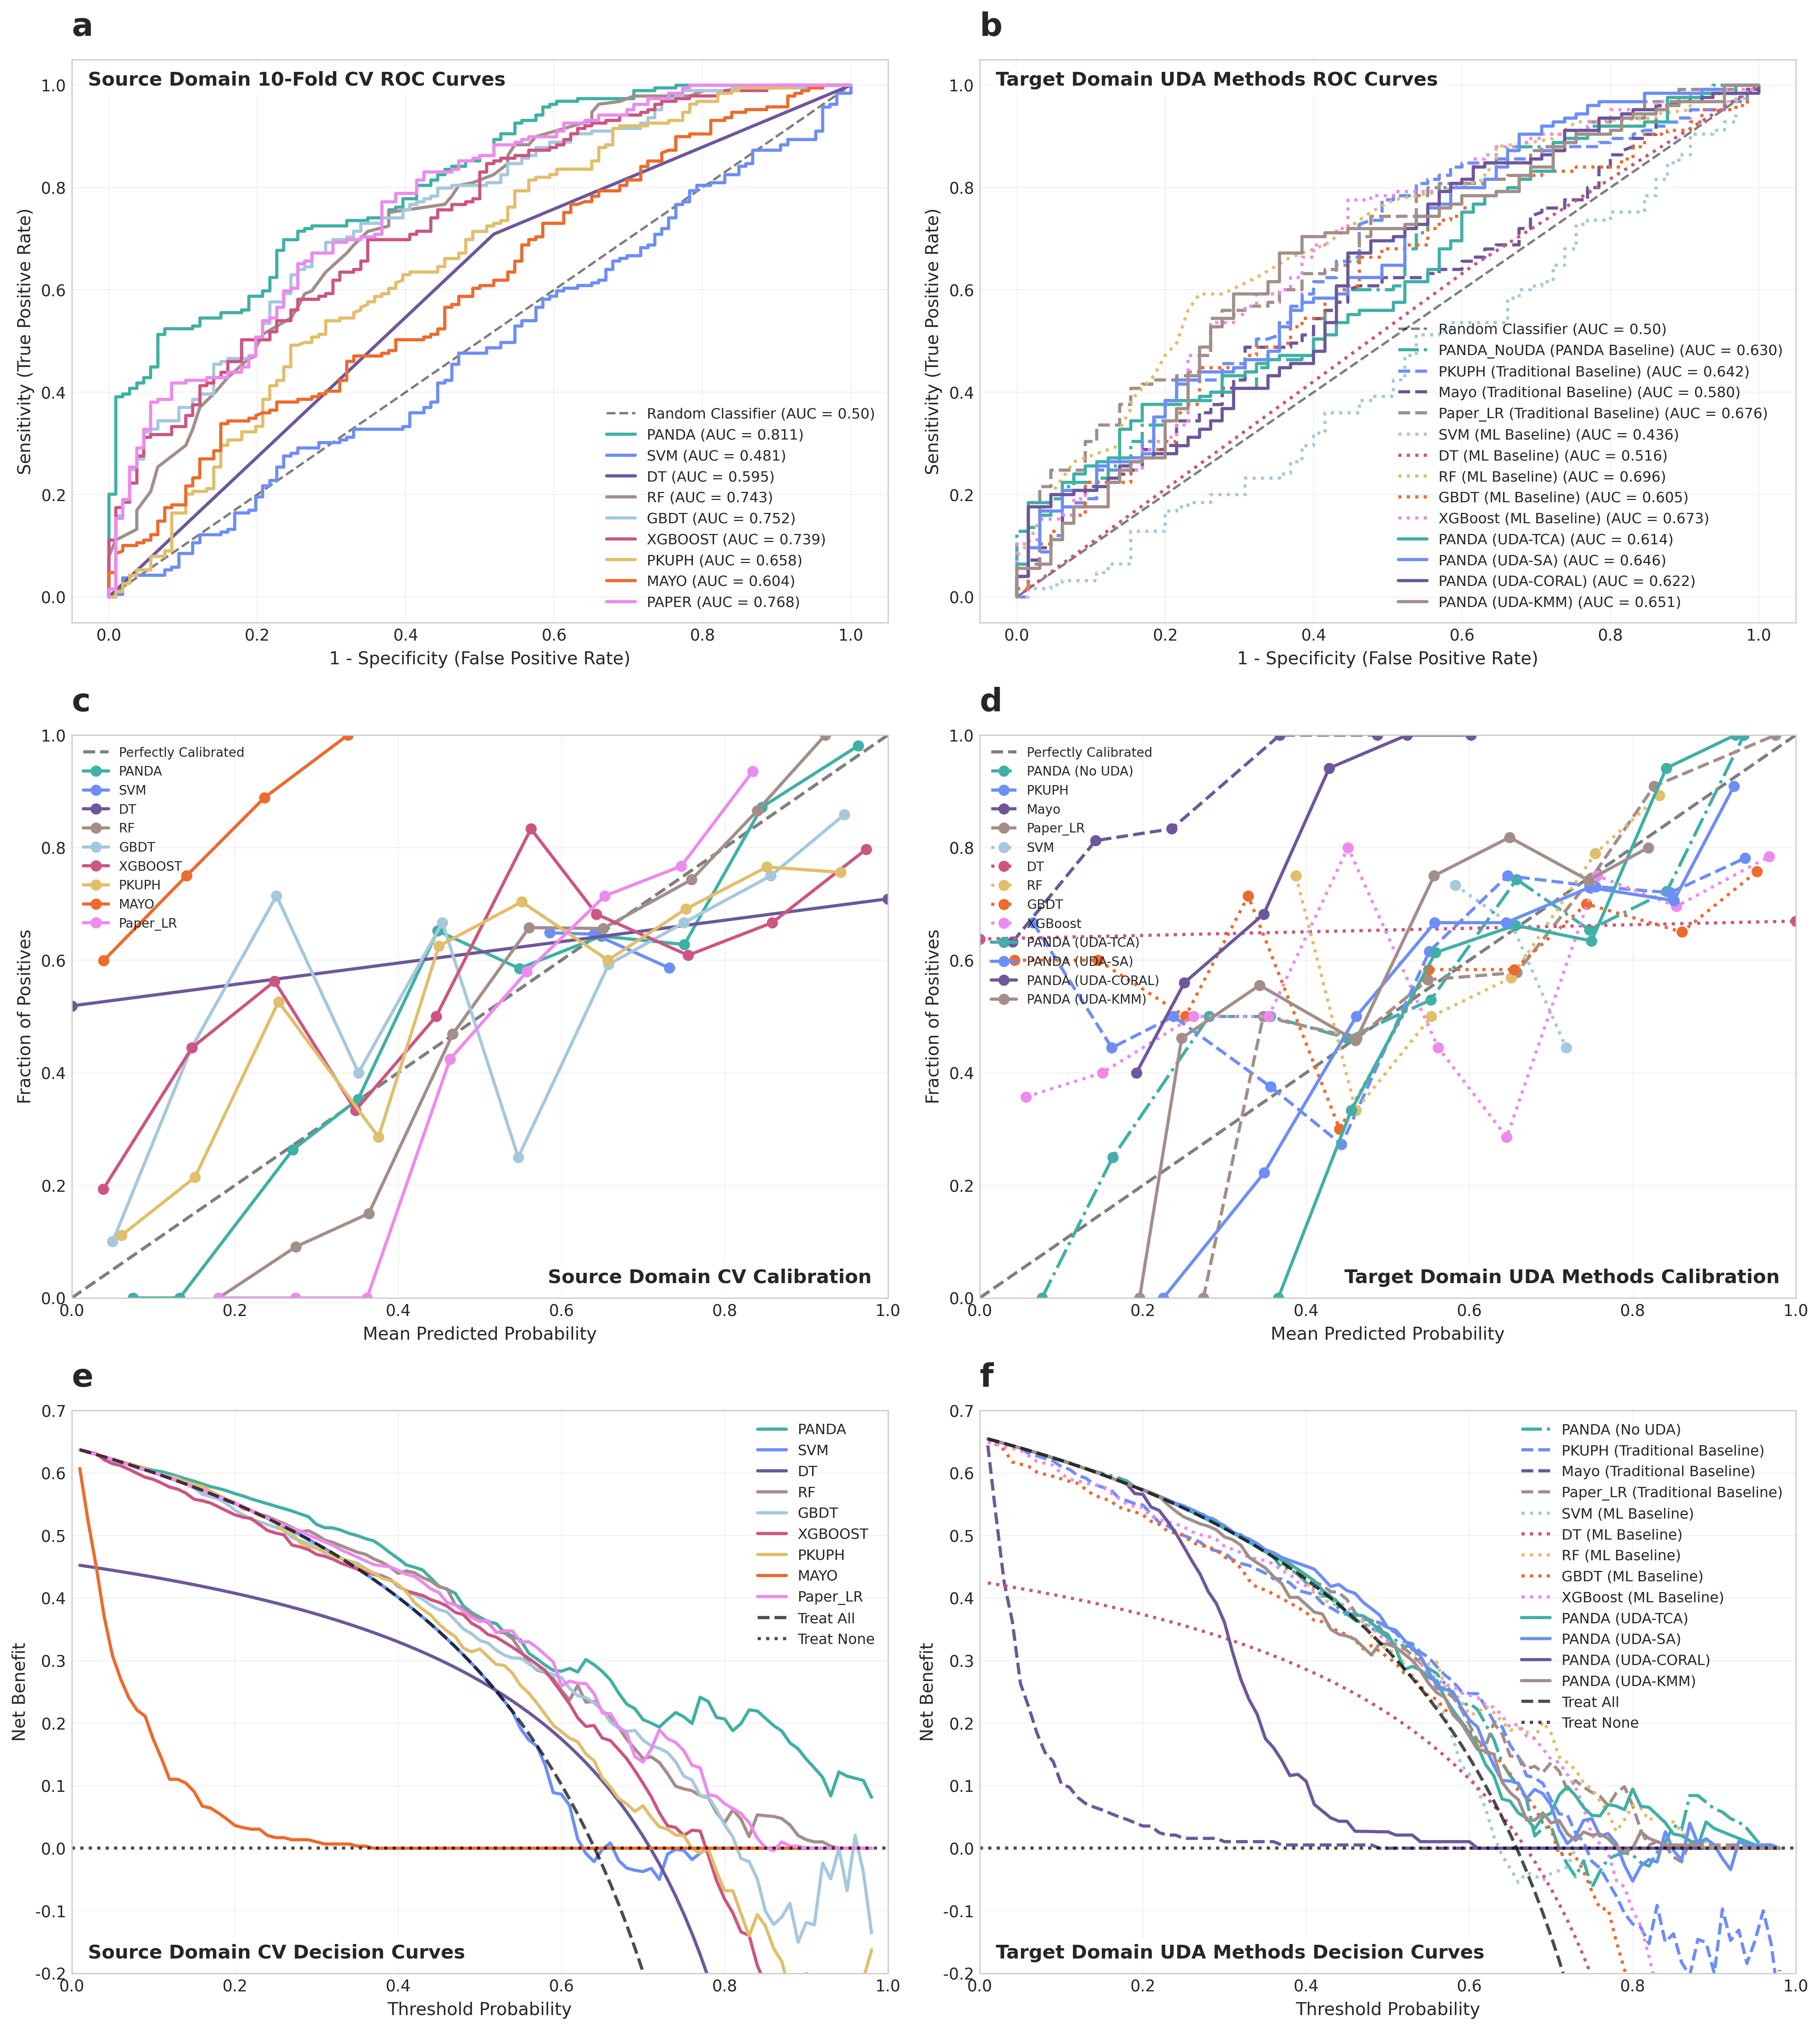 a
Source Domain 10-Fold CV ROC Curves
Sensitivity (True Positive Rate)
1.0
0.8
0.6
0.4
0.2
0.0
Random Classifier (AUC = 0.50)
PANDA (AUC = 0.811)
SVM (AUC = 0.481)
DT (AUC = 0.595)
RF (AUC = 0.743)
GBDT (AUC = 0.752)
XGBOOST (AUC = 0.739)
PKUPH (AUC = 0.658)
MAYO (AUC = 0.604)
PAPER (AUC = 0.768)
0.0 0.2 0.4 0.6 0.8 1.0
1 - Specificity (False Positive Rate)
b
Target Domain UDA Methods ROC Curves
Sensitivity (True Positive Rate)
1.0
0.8
0.6
0.4
0.2
0.0
Random Classifier (AUC = 0.50)
PANDA_NoUDA (PANDA Baseline) (AUC = 0.630)
PKUPH (Traditional Baseline) (AUC = 0.642)
Mayo (Traditional Baseline) (AUC = 0.580)
Paper_LR (Traditional Baseline) (AUC = 0.676)
SVM (ML Baseline) (AUC = 0.436)
DT (ML Baseline) (AUC = 0.516)
RF (ML Baseline) (AUC = 0.696)
GBDT (ML Baseline) (AUC = 0.605)
XGBoost (ML Baseline) (AUC = 0.673)
PANDA (UDA-TCA) (AUC = 0.614)
PANDA (UDA-SA) (AUC = 0.646)
PANDA (UDA-CORAL) (AUC = 0.622)
PANDA (UDA-KMM) (AUC = 0.651)
0.0 0.2 0.4 0.6 0.8 1.0
1 - Specificity (False Positive Rate)
c
Fraction of Positives
1.0
0.8
0.6
0.4
0.2
0.0
Perfectly Calibrated
PANDA
SVM
DT
RF
GBDT
XGBOOST
PKUPH
MAYO
Paper_LR
Source Domain CV Calibration
0.0 0.2 0.4 0.6 0.8 1.0
Mean Predicted Probability
d
Fraction of Positives
1.0
0.8
0.6
0.4
0.2
0.0
Perfectly Calibrated
PANDA (No UDA)
PKUPH
Mayo
Paper_LR
SVM
DT
RF
GBDT
XGBoost
PANDA (UDA-TCA)
PANDA (UDA-SA)
PANDA (UDA-CORAL)
PANDA (UDA-KMM)
Target Domain UDA Methods Calibration
0.0 0.2 0.4 0.6 0.8 1.0
Mean Predicted Probability
e
Net Benefit
0.7
0.6
0.5
0.4
0.3
0.2
0.1
0.0
-0.1
-0.2
PANDA
SVM
DT
RF
GBDT
XGBOOST
PKUPH
MAYO
Paper_LR
Treat All
Treat None
Source Domain CV Decision Curves
0.0 0.2 0.4 0.6 0.8 1.0
Threshold Probability
f
Net Benefit
0.7
0.6
0.5
0.4
0.3
0.2
0.1
0.0
-0.1
-0.2
PANDA (No UDA)
PKUPH (Traditional Baseline)
Mayo (Traditional Baseline)
Paper_LR (Traditional Baseline)
SVM (ML Baseline)
DT (ML Baseline)
RF (ML Baseline)
GBDT (ML Baseline)
XGBoost (ML Baseline)
PANDA (UDA-TCA)
PANDA (UDA-SA)
PANDA (UDA-CORAL)
PANDA (UDA-KMM)
Treat All
Treat None
Target Domain UDA Methods Decision Curves
0.0 0.2 0.4 0.6 0.8 1.0
Threshold Probability